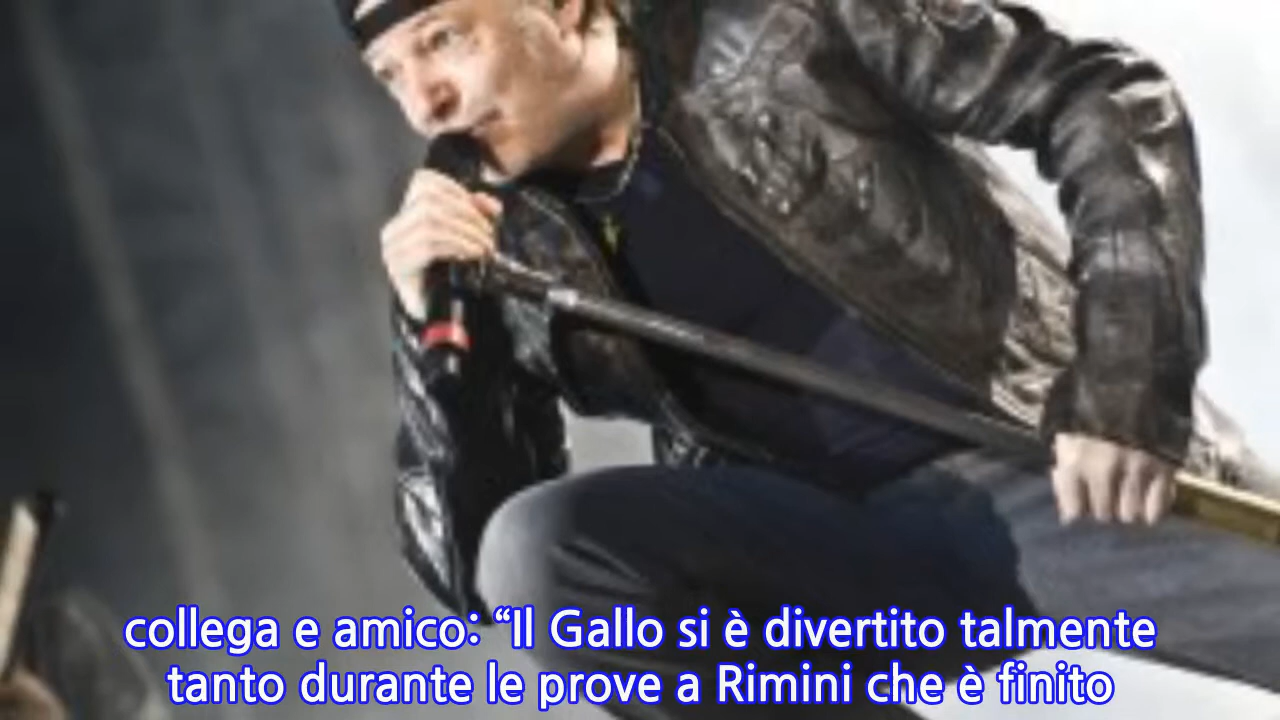 collega e amico: “Il Gallo si è divertito talmente
tanto durante le prove a Rimini che è finito